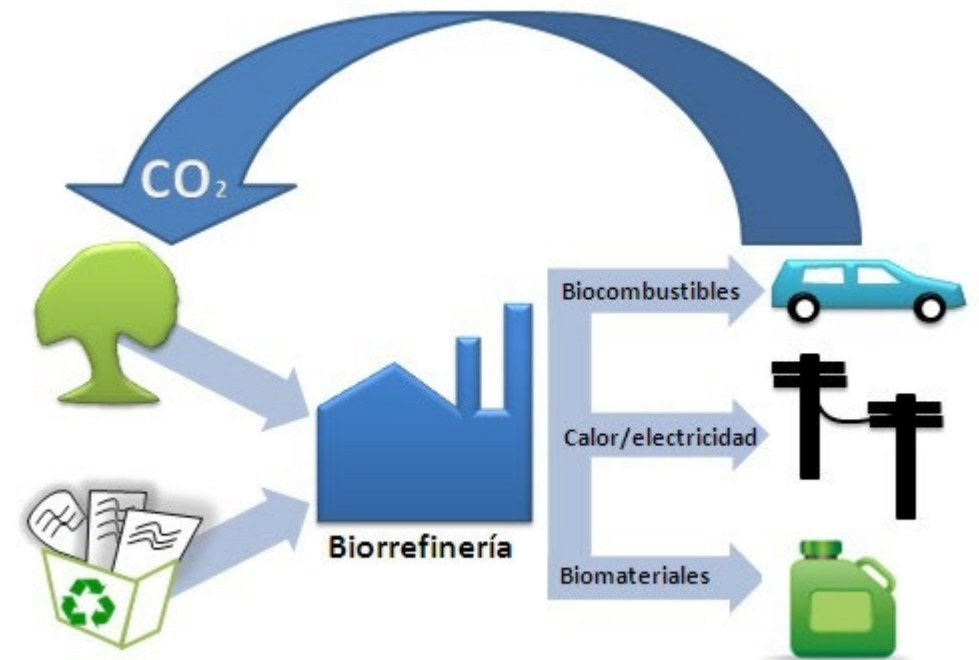 CO₂
Biocombustibles
Calor/electricidad
Biorrefinería
Biomateriales